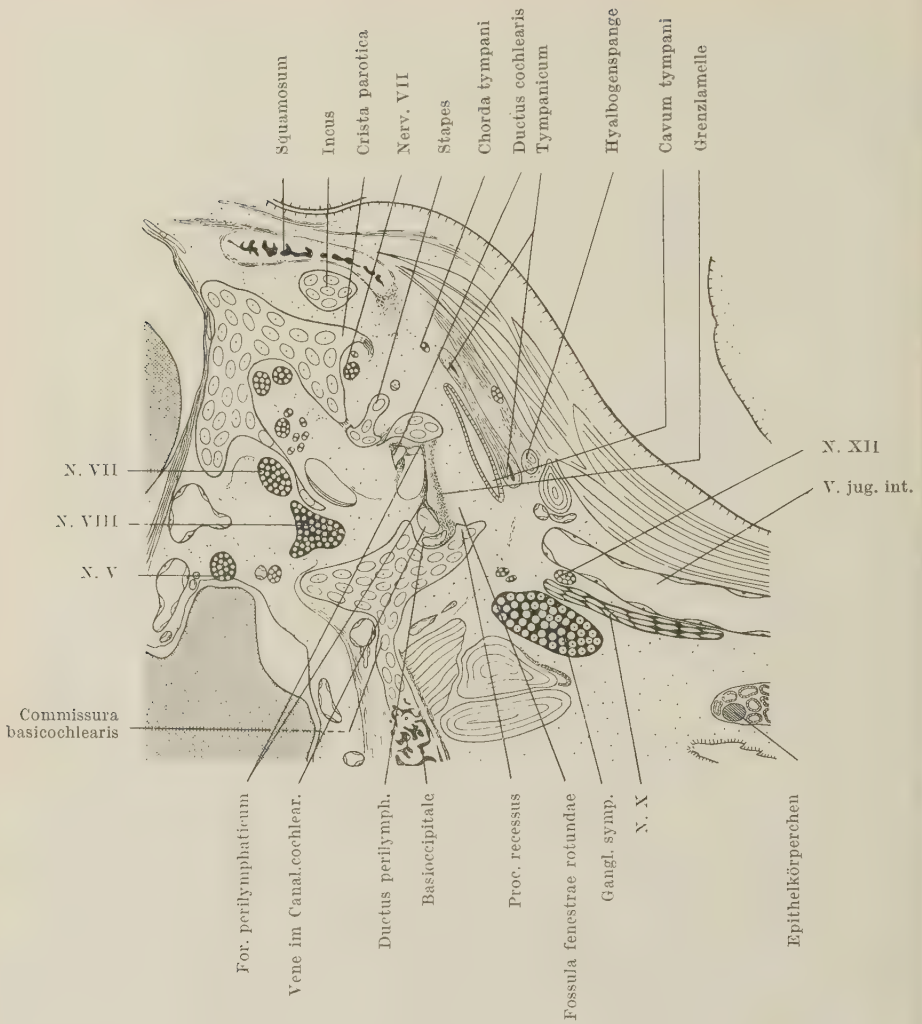 Squamosum
Incus
Crista parotica
Nerv. VII
Stapes
Chorda tympani
Ductus cochlearis
Tympanicum
Hyalbogenspange
Cavum tympani
Grenzlamelle
N. VII
N. VIII
N. V
Commissura
basicochlearis
N. XII
V. jug. int.
For. perilymphaticum
Vene im Canal.cochlear.
Ductus perilymph.
Basioccipitale
Proc. recessus
Fossula fenestrae rotundae
Gangl. symp.
N. X
Epithelkörperchen